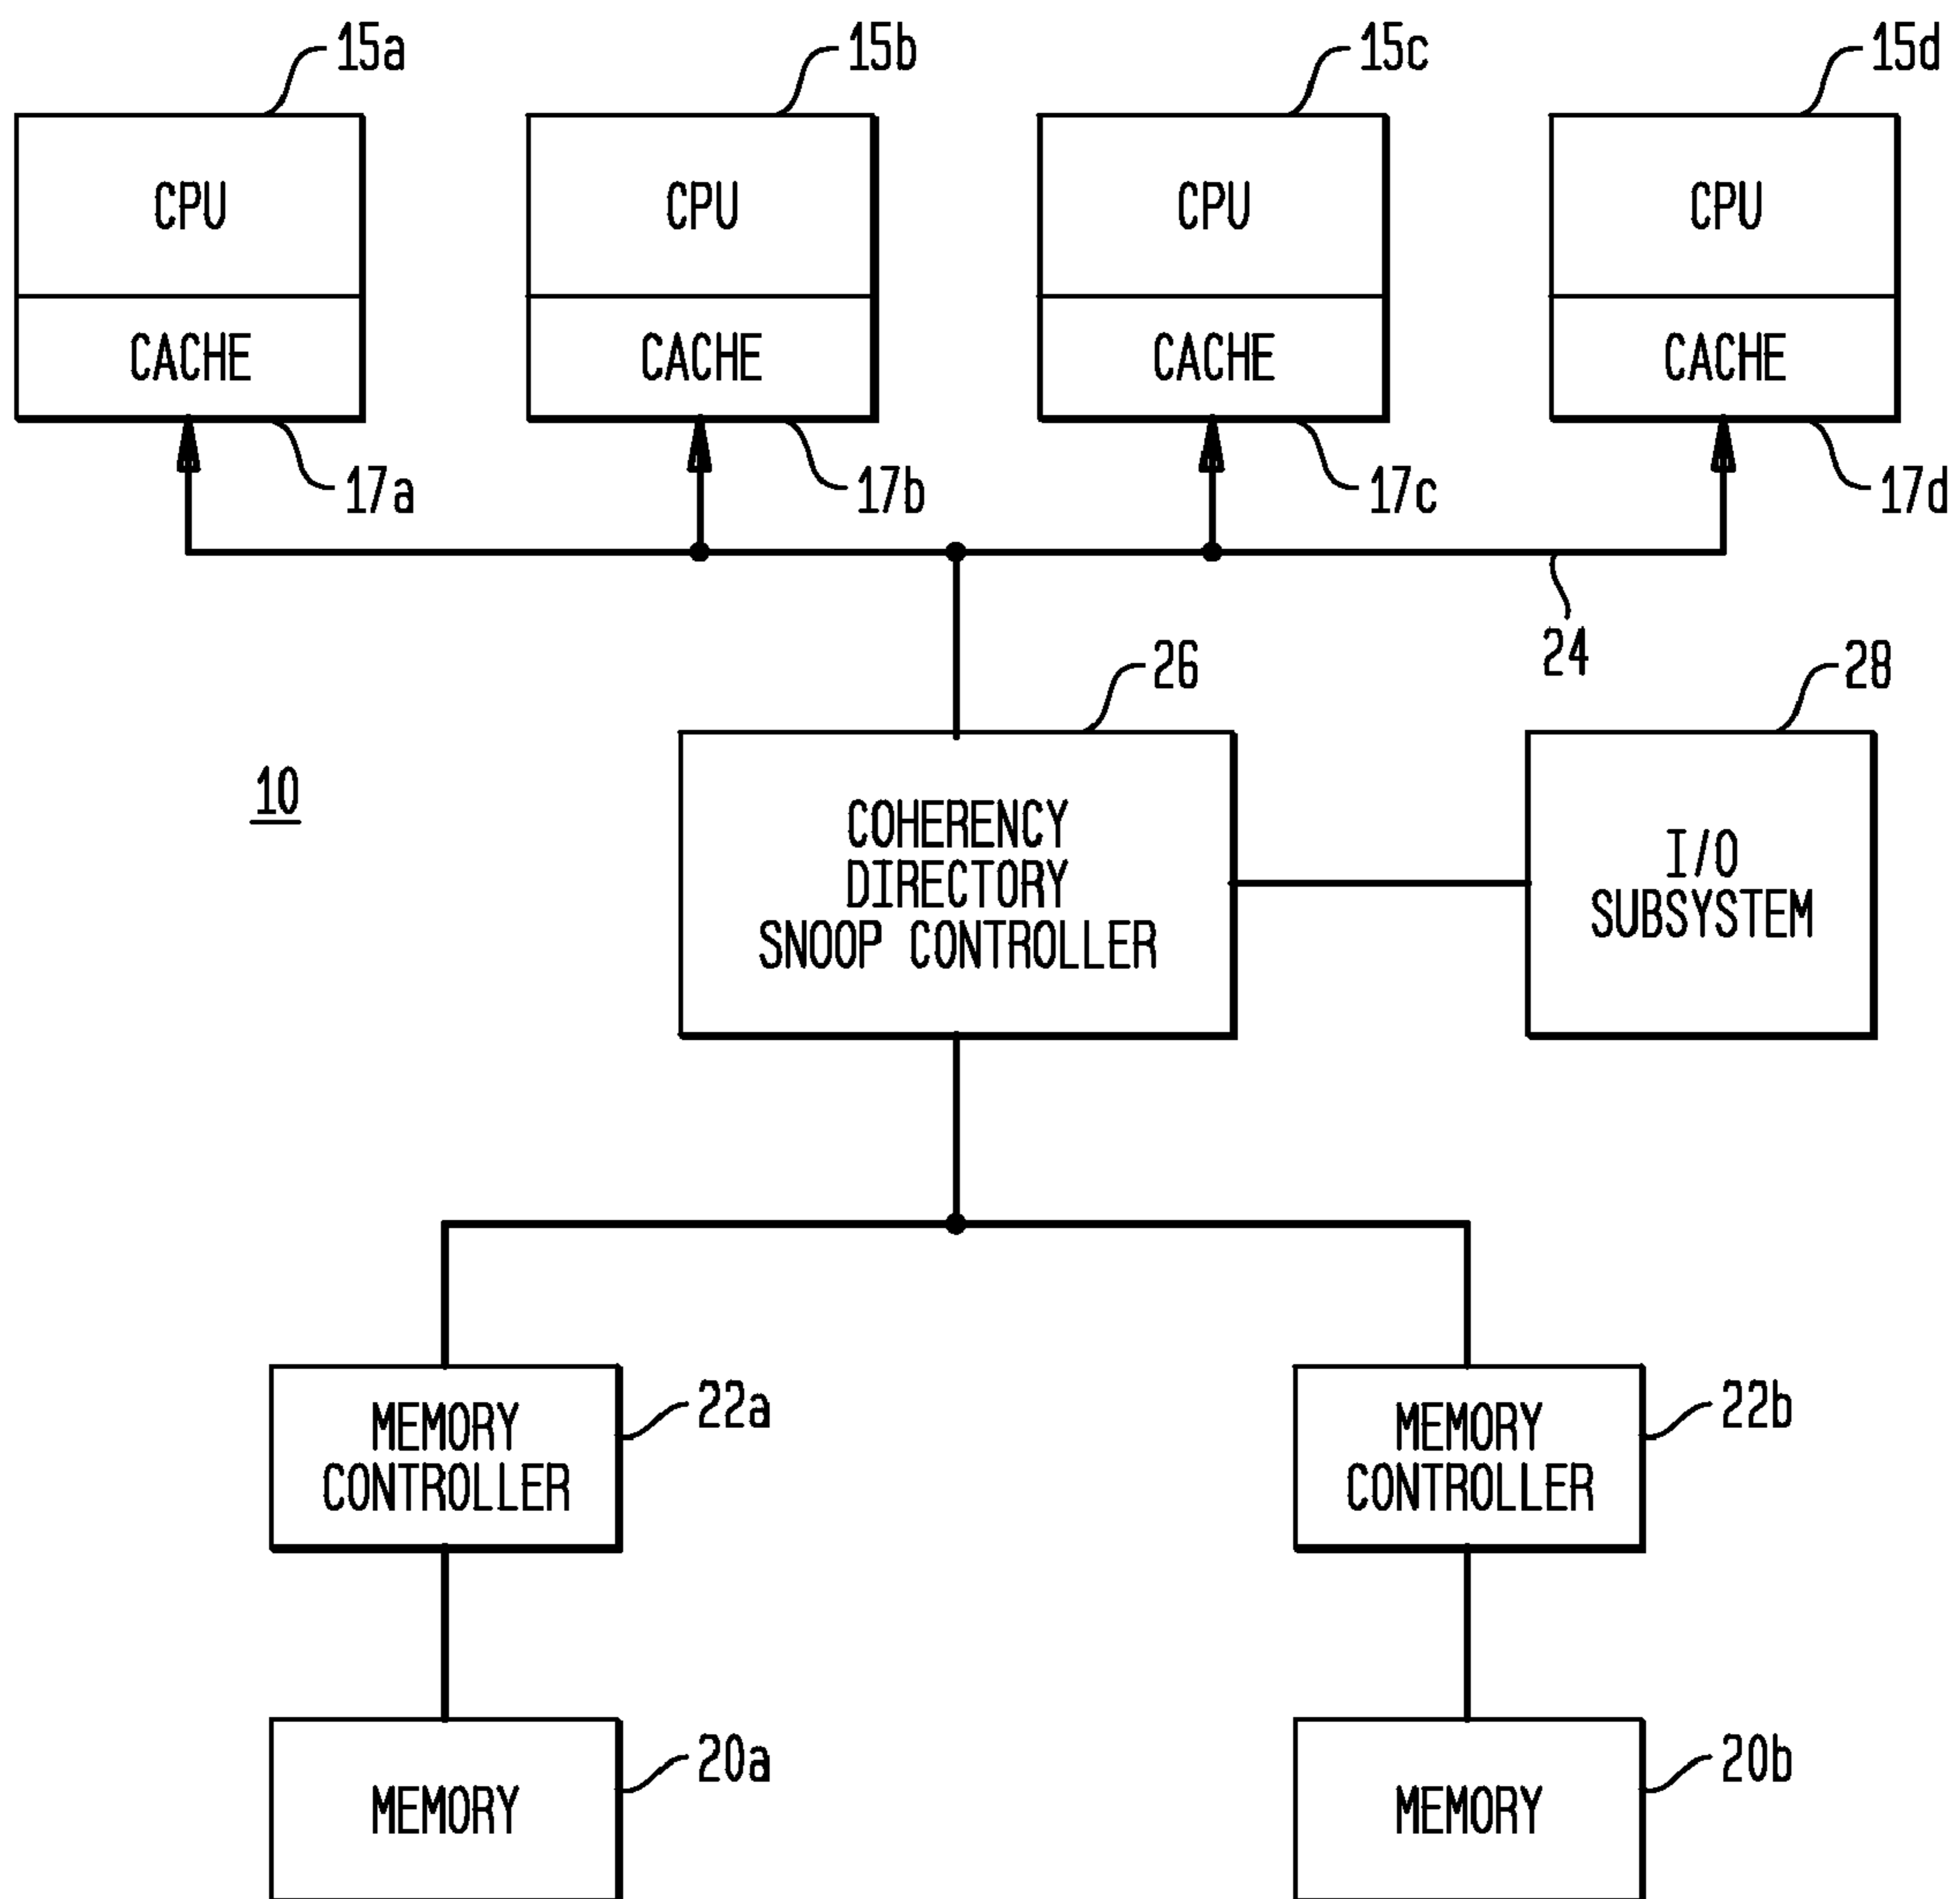 15a
15b
15c
15d
CPU
CPU
CPU
CPU
CACHE
CACHE
CACHE
CACHE
17a
17b
17c
17d
24
26
28
10
COHERENCY
DIRECTORY
SNOOP CONTROLLER
I/O
SUBSYSTEM
22a
22b
MEMORY
CONTROLLER
MEMORY
CONTROLLER
20a
20b
MEMORY
MEMORY